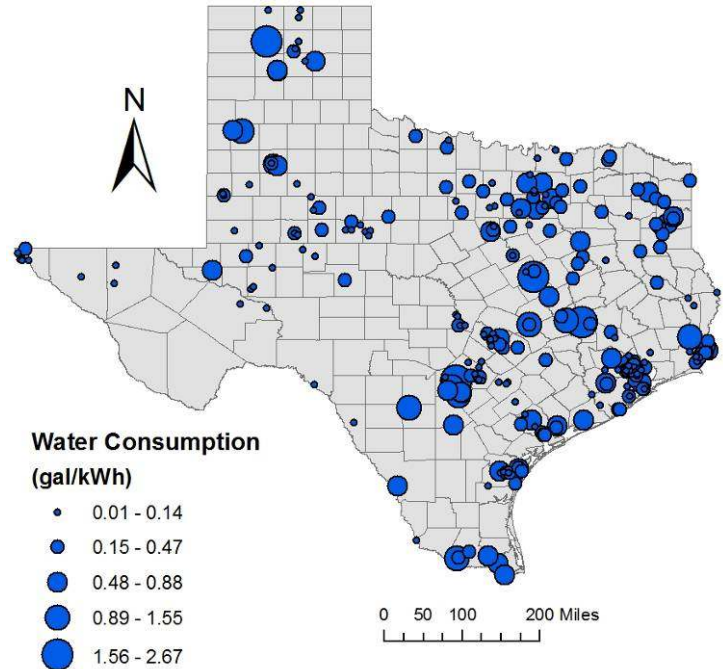 N
Water Consumption
(gal/kWh)
0.01 - 0.14
0.15 - 0.47
0.48 - 0.88
0.89 - 1.55
1.56 - 2.67
0 50 100 200 Miles